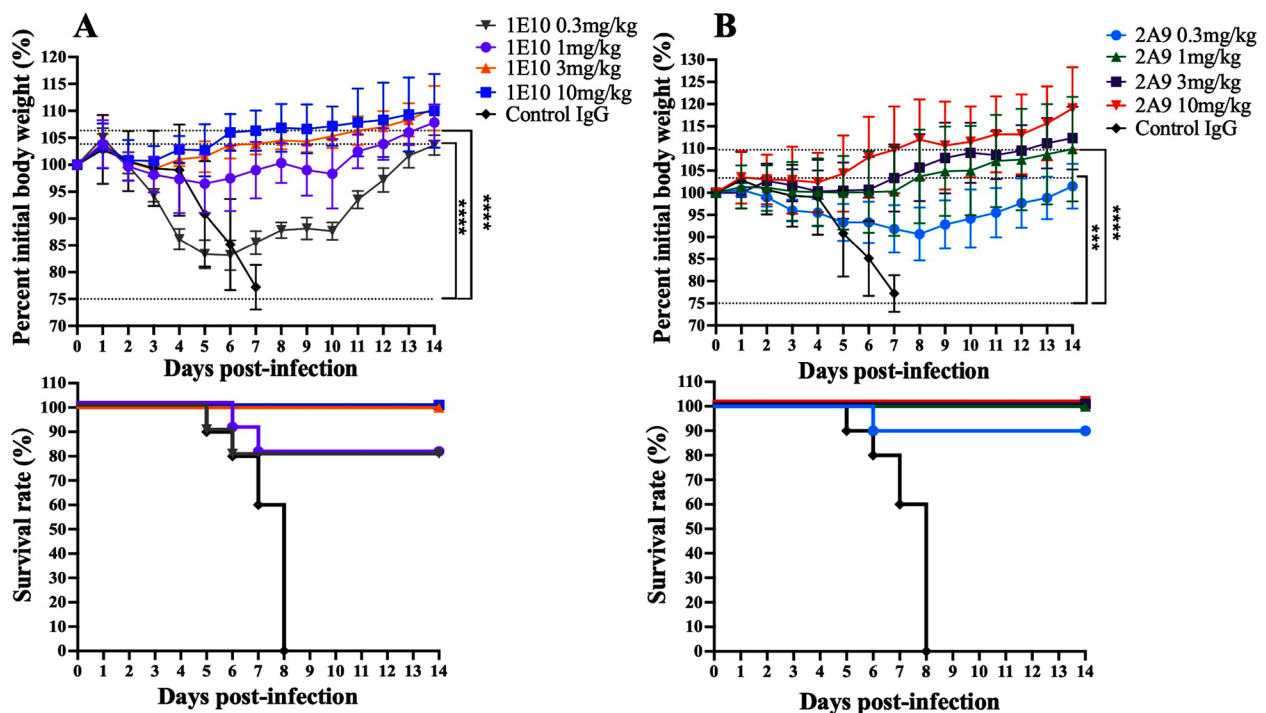 A
1E10 0.3mg/kg
1E10 1mg/kg
1E10 3mg/kg
1E10 10mg/kg
Control IgG
Percent initial body weight (%)
120
115
110
105
100
95
90
85
80
75
70
0 1 2 3 4 5 6 7 8 9 10 11 12 13 14
Days post-infection
****
****
Survival rate (%)
110
100
90
80
70
60
50
40
30
20
10
0
0 1 2 3 4 5 6 7 8 9 10 11 12 13 14
Days post-infection
B
2A9 0.3mg/kg
2A9 1mg/kg
2A9 3mg/kg
2A9 10mg/kg
Control IgG
Percent initial body weight (%)
130
125
120
115
110
105
100
95
90
85
80
75
70
0 1 2 3 4 5 6 7 8 9 10 11 12 13 14
Days post-infection
***
****
Survival rate (%)
110
100
90
80
70
60
50
40
30
20
10
0
0 1 2 3 4 5 6 7 8 9 10 11 12 13 14
Days post-infection